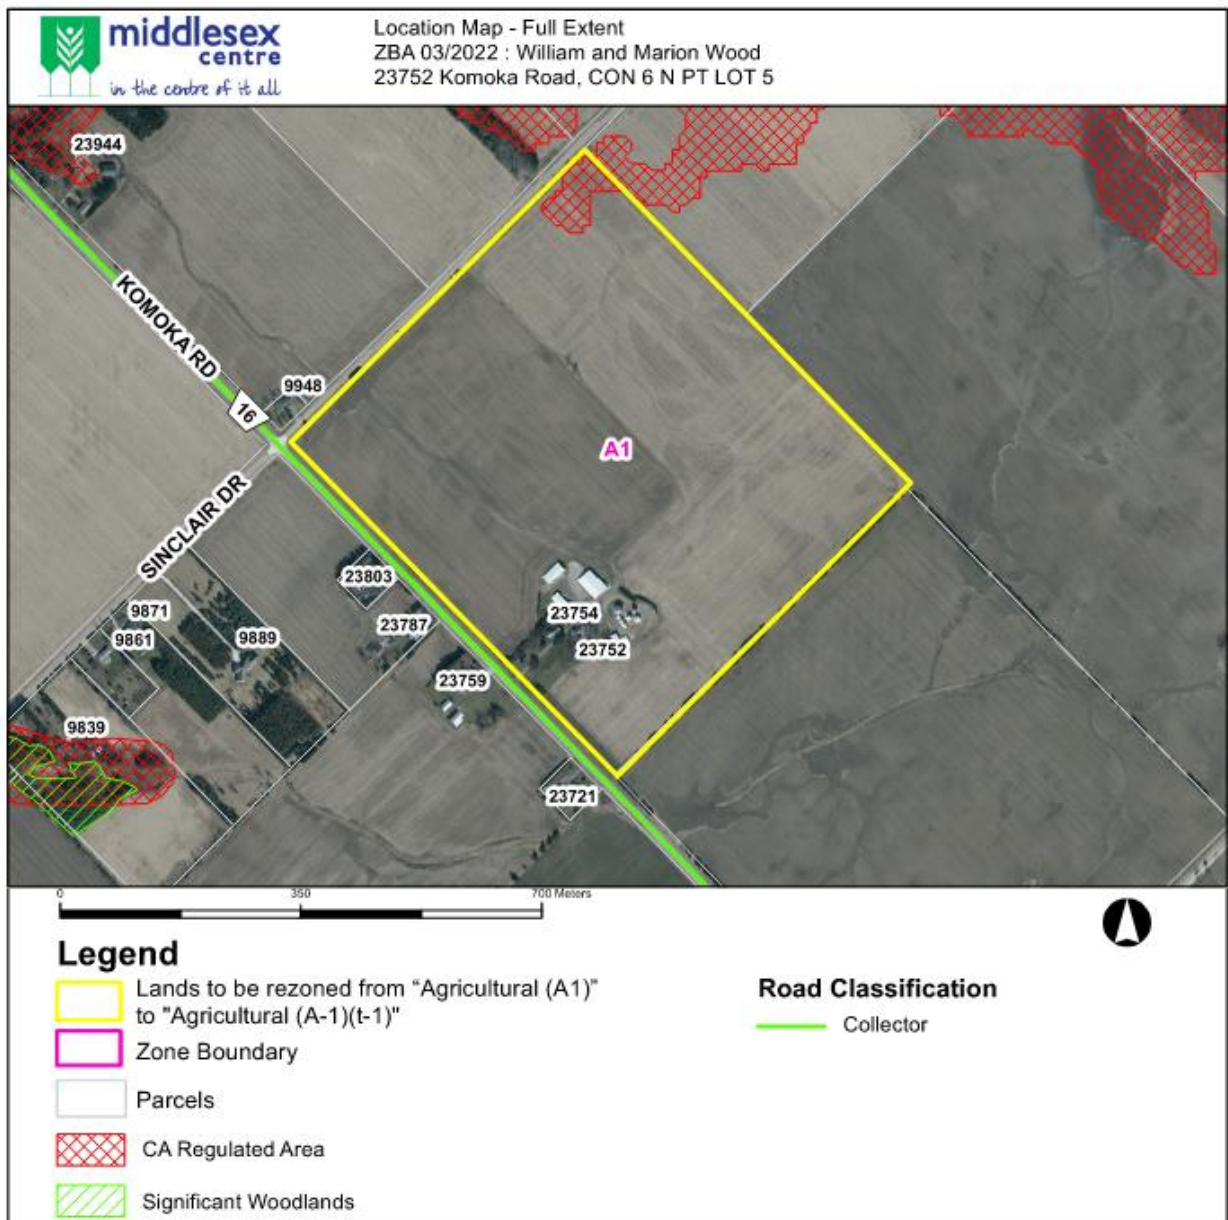 middlesex
centre
in the centre of it all
Location Map - Full Extent
ZBA 03/2022 : William and Marion Wood
23752 Komoka Road, CON 6 N PT LOT 5
23944
KOMOKA RD
9948
16
A1
SINCLAIR DR
23803
9871
23754
23787
9861
9889
23752
23759
9839
23721
0 350 700 Meters
Legend
Lands to be rezoned from “Agricultural (A1)”
to "Agricultural (A-1)(t-1)"
Zone Boundary
Parcels
CA Regulated Area
Significant Woodlands
Road Classification
Collector